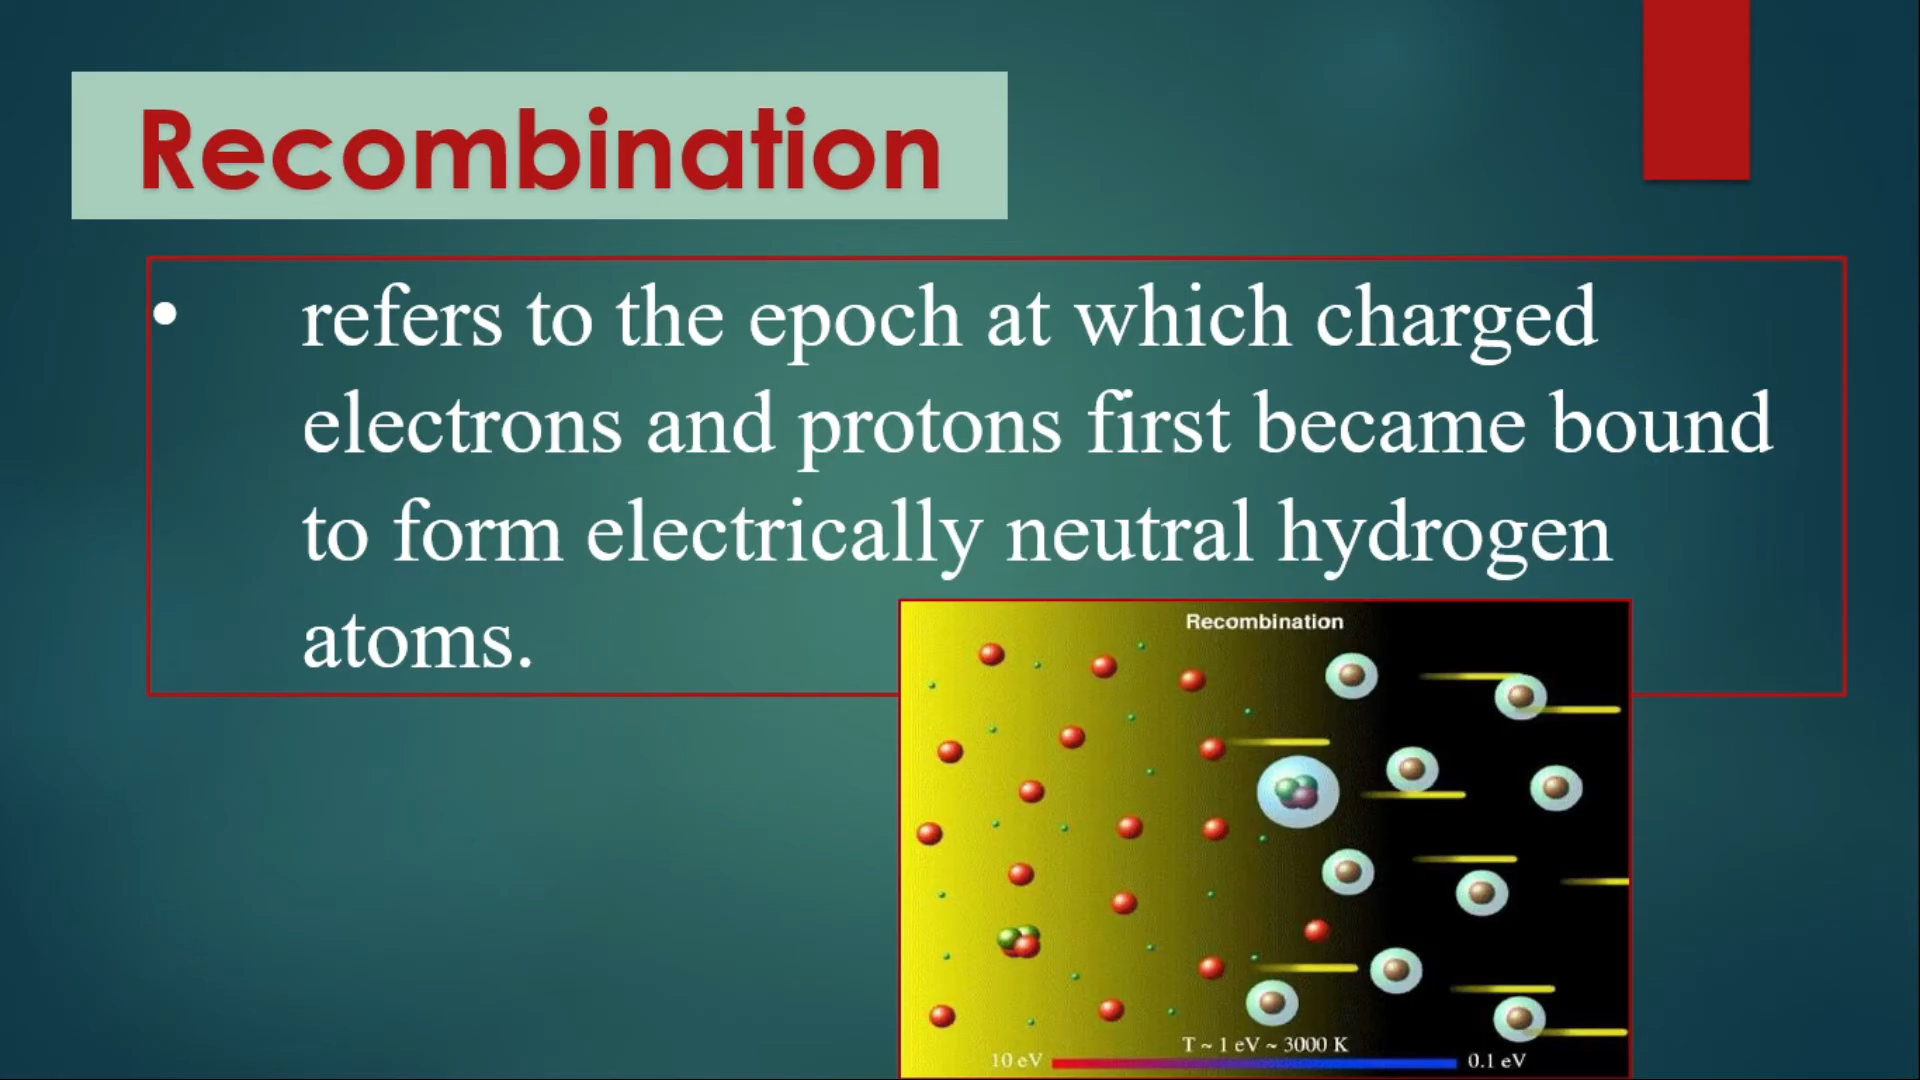 Recombination
• refers to the epoch at which charged
electrons and protons first became bound
to form electrically neutral hydrogen
atoms.
Recombination
T ~ 1 eV ~ 3000 K
10 eV 0.1 eV